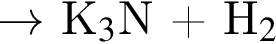 → K₃N + H₂